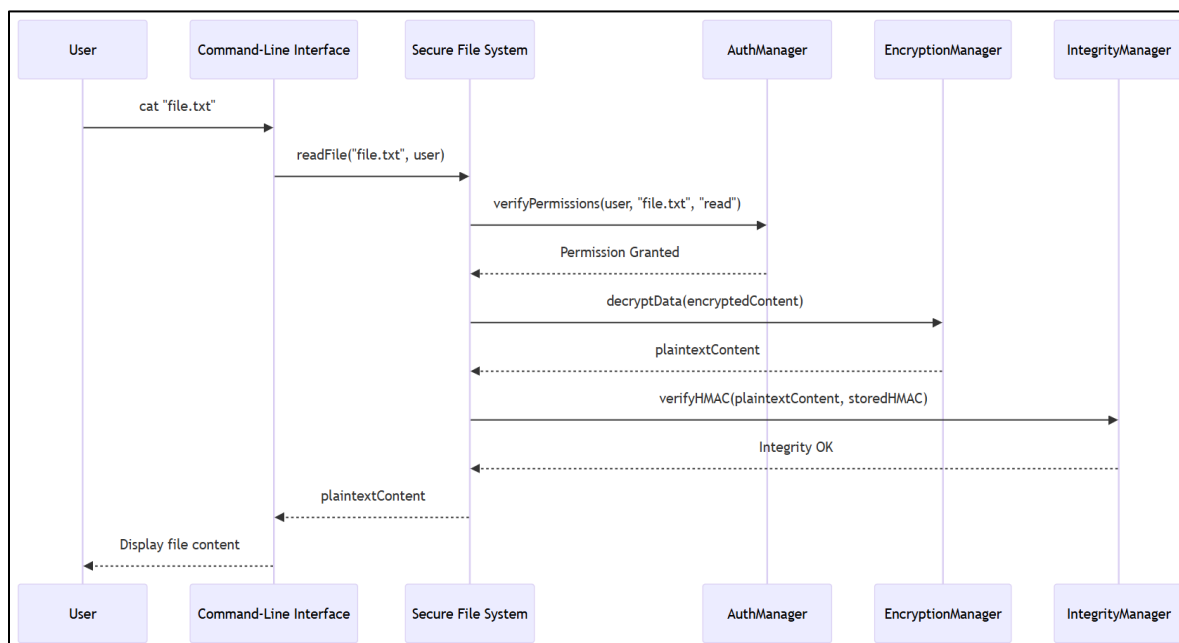 User
Command-Line Interface
Secure File System
AuthManager
EncryptionManager
IntegrityManager
cat "file.txt"
readFile("file.txt", user)
verifyPermissions(user, "file.txt", "read")
Permission Granted
decryptData(encryptedContent)
plaintextContent
verifyHMAC(plaintextContent, storedHMAC)
Integrity OK
plaintextContent
Display file content
User
Command-Line Interface
Secure File System
AuthManager
EncryptionManager
IntegrityManager